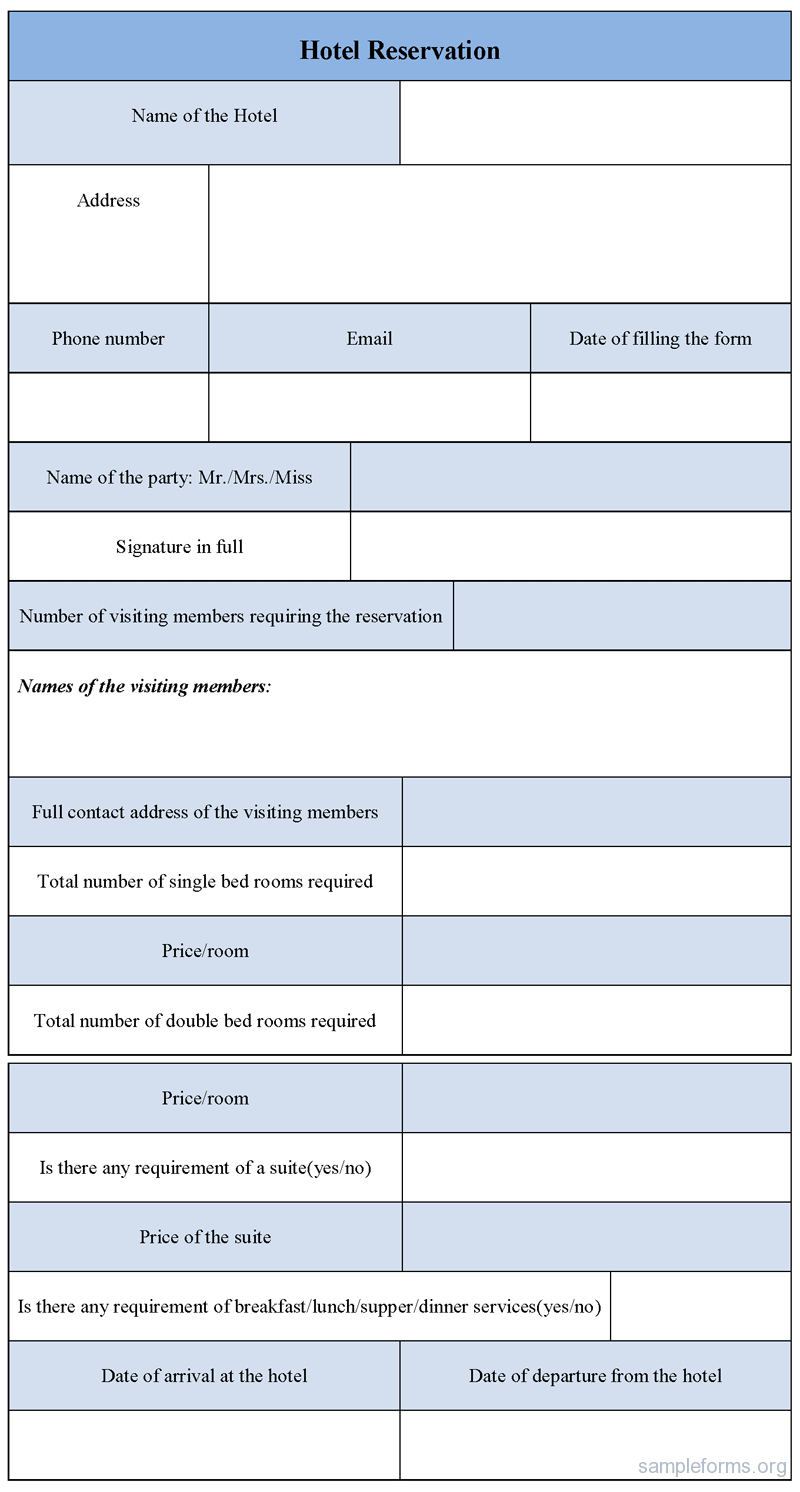 Hotel Reservation
Name of the Hotel
Address
Phone number
Email
Date of filling the form
Name of the party: Mr./Mrs./Miss
Signature in full
Number of visiting members requiring the reservation
Names of the visiting members:
Full contact address of the visiting members
Total number of single bed rooms required
Price/room
Total number of double bed rooms required
Price/room
Is there any requirement of a suite(yes/no)
Price of the suite
Is there any requirement of breakfast/lunch/supper/dinner services(yes/no)
Date of arrival at the hotel
Date of departure from the hotel
sampleforms.org